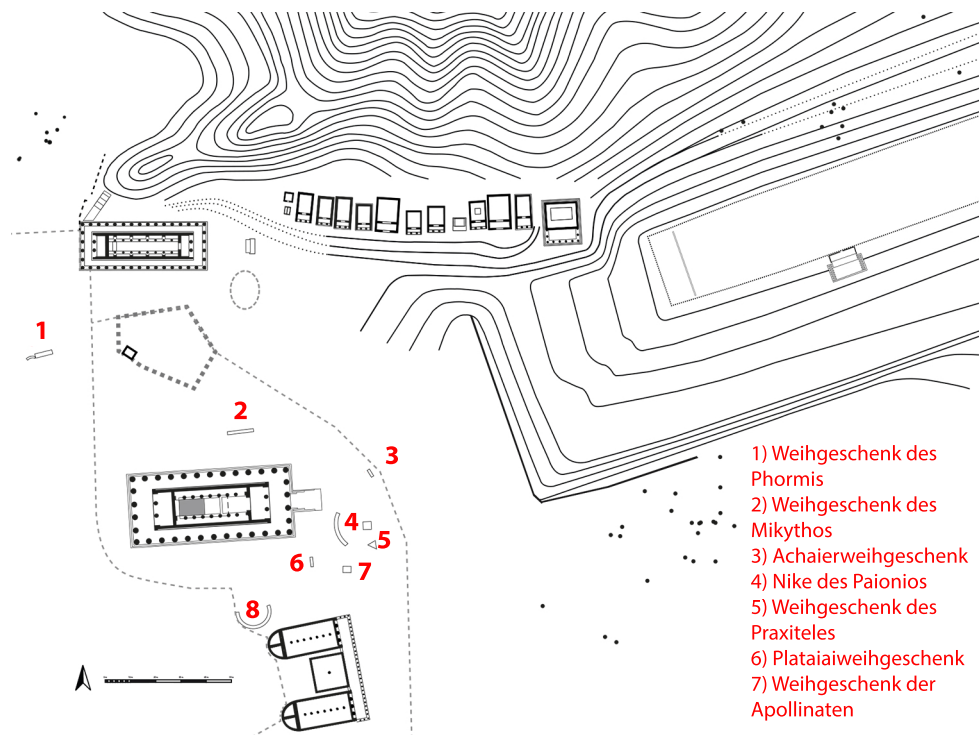 1
2
3
4
5
6
7
8
1) Weihgeschenk des
Phormis
2) Weihgeschenk des
Mikythos
3) Achaierweihgeschenk
4) Nike des Paionios
5) Weihgeschenk des
Praxiteles
6) Plataiaiweihgeschenk
7) Weihgeschenk der
Apollinaten